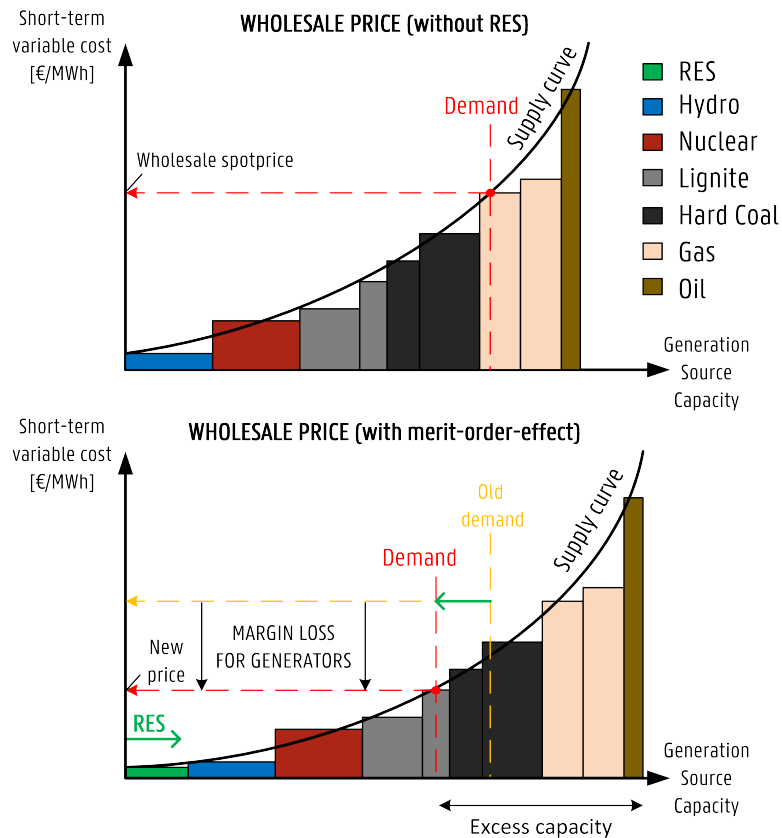 WHOLESALE PRICE (without RES)
Short-term
variable cost
[€/MWh]
Demand
Supply curve
Wholesale spotprice
RES
Hydro
Nuclear
Lignite
Hard Coal
Gas
Oil
Generation
Source
Capacity
WHOLESALE PRICE (with merit-order-effect)
Short-term
variable cost
[€/MWh]
Old
demand
Demand
Supply curve
MARGIN LOSS
FOR GENERATORS
New
price
RES
Generation
Source
Capacity
Excess capacity